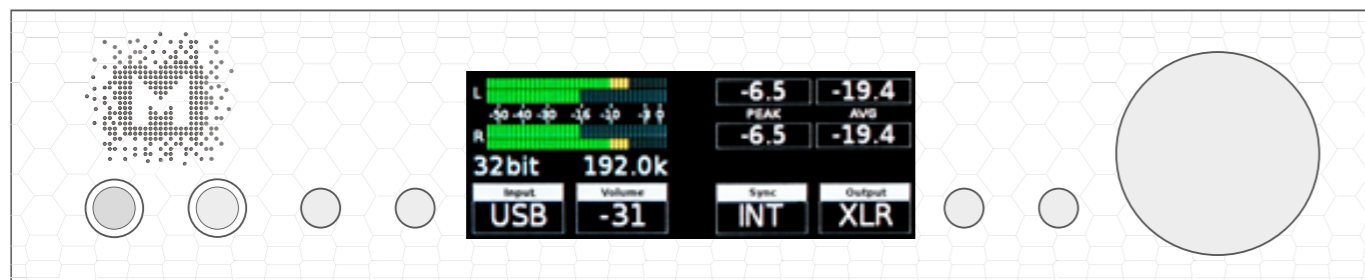 -6.5 -19.4
L
PEAK AVG
-50 -40 -30 -16 -10 -3 0
R
-6.5 -19.4
32bit 192.0k
Input Volume Sync Output
USB -31 INT XLR
M